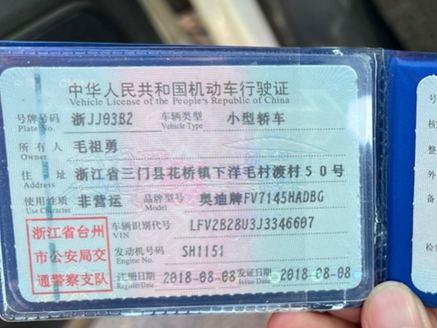 中华人民共和国机动车行驶证
Vehicle License of the People's Republic of China
号牌号码 浙JJ03B2 车辆类型 小型轿车
Plate No. Vehicle Type
所有人 毛祖勇
Owner
住址 浙江省三门县花桥镇下洋毛村渡村50号
Address
使用性质 非营运 品牌型号 奥迪牌FV7145HADBG
Use Character Model
浙江省台州
市公安局交
通警察支队
车辆识别代号 LFV2B28U3J3346607
VIN
发动机号码 SH1151
Engine No.
注册日期 2018-08-08 发证日期 2018-08-08
Register Date Issue Date
号
核
整
外
备
检